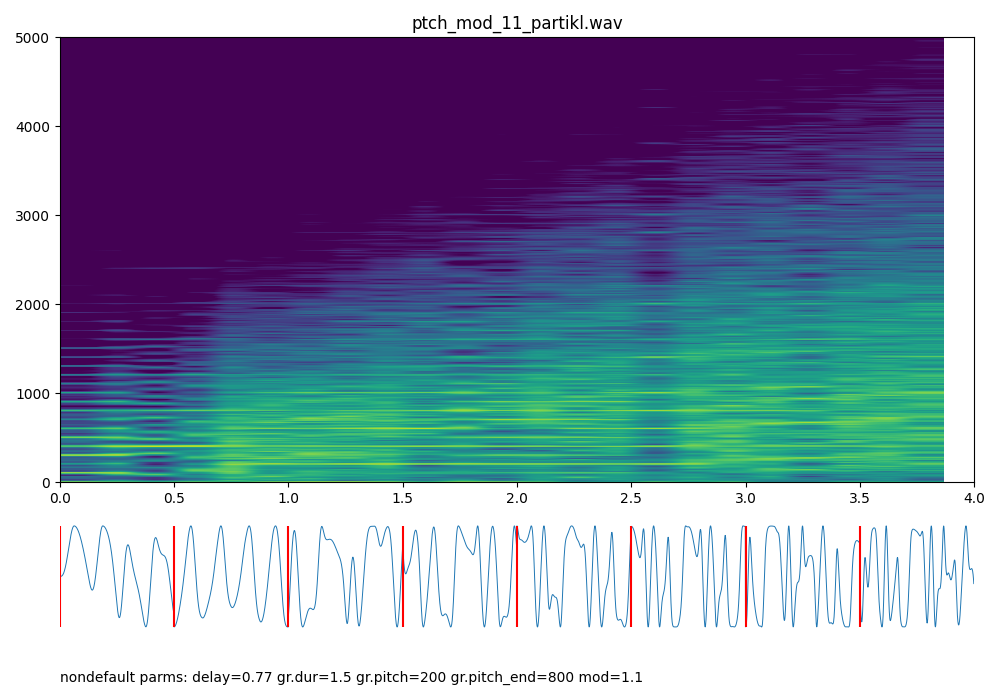 ptch_mod_11_partikl.wav
5000
4000
3000
2000
1000
0
0.0 0.5 1.0 1.5 2.0 2.5 3.0 3.5 4.0
nondefault parms: delay=0.77 gr.dur=1.5 gr.pitch=200 gr.pitch_end=800 mod=1.1